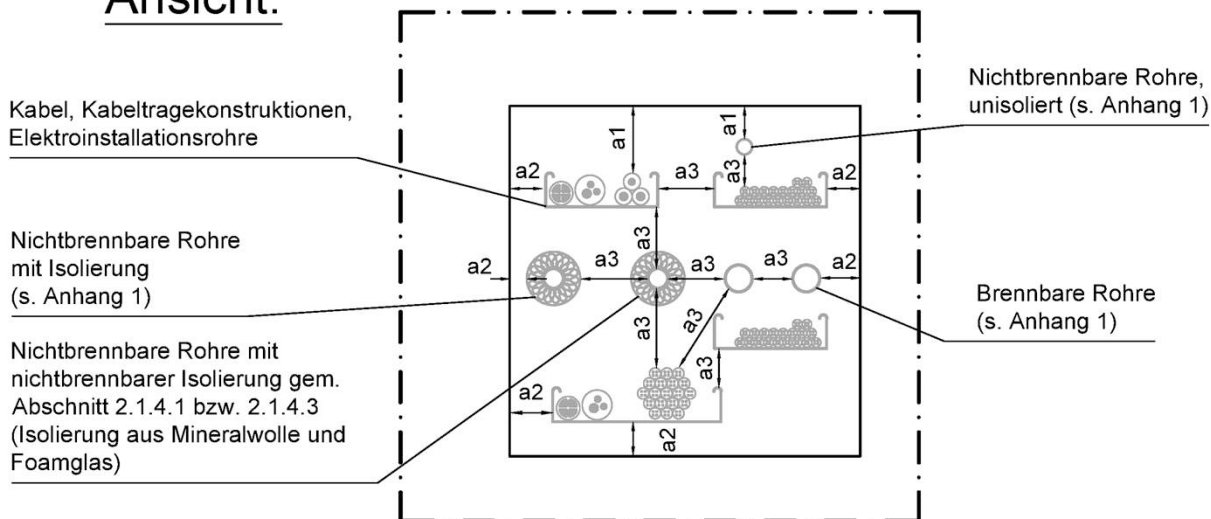 Ansicht:
Kabel, Kabeltragekonstruktionen,
Elektroinstallationsrohre
Nichtbrennbare Rohre
mit Isolierung
(s. Anhang 1)
Nichtbrennbare Rohre mit
nichtbrennbarer Isolierung gem.
Abschnitt 2.1.4.1 bzw. 2.1.4.3
(Isolierung aus Mineralwolle und
Foamglas)
Nichtbrennbare Rohre,
unisoliert (s. Anhang 1)
Brennbare Rohre
(s. Anhang 1)
a1
a1
a2
a3
a3
a2
a3
a2
a3
a3
a3
a2
a3
a3
a3
a2
a2